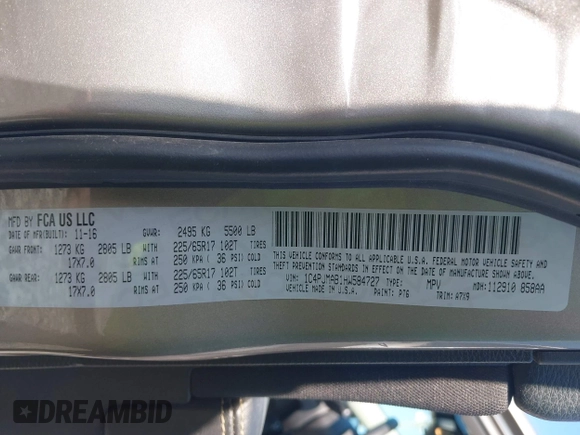 MFD BY FCA US LLC
DATE OF MFR(BUILT): 11-16 GVWR: 2495 KG 5500 LB
GAWR FRONT: 1273 KG 2805 LB WITH 225/65R17 102T TIRES
17X7.0 RIMS AT 250 KPA ( 36 PSI) COLD
GAWR REAR: 1273 KG 2805 LB WITH 225/65R17 102T TIRES
17X7.0 RIMS AT 250 KPA ( 36 PSI) COLD
THIS VEHICLE CONFORMS TO ALL APPLICABLE U.S.A. FEDERAL MOTOR VEHICLE SAFETY
AND THEFT PREVENTION STANDARDS IN EFFECT ON THE DATE OF MANUFACTURE SHOWN ABOVE.
VIN: TYPE: MPV MDH: 112910 858AA
VEHICLE MADE IN U.S.A. PAINT: PTG TRIM: A7X9
DREAMBID